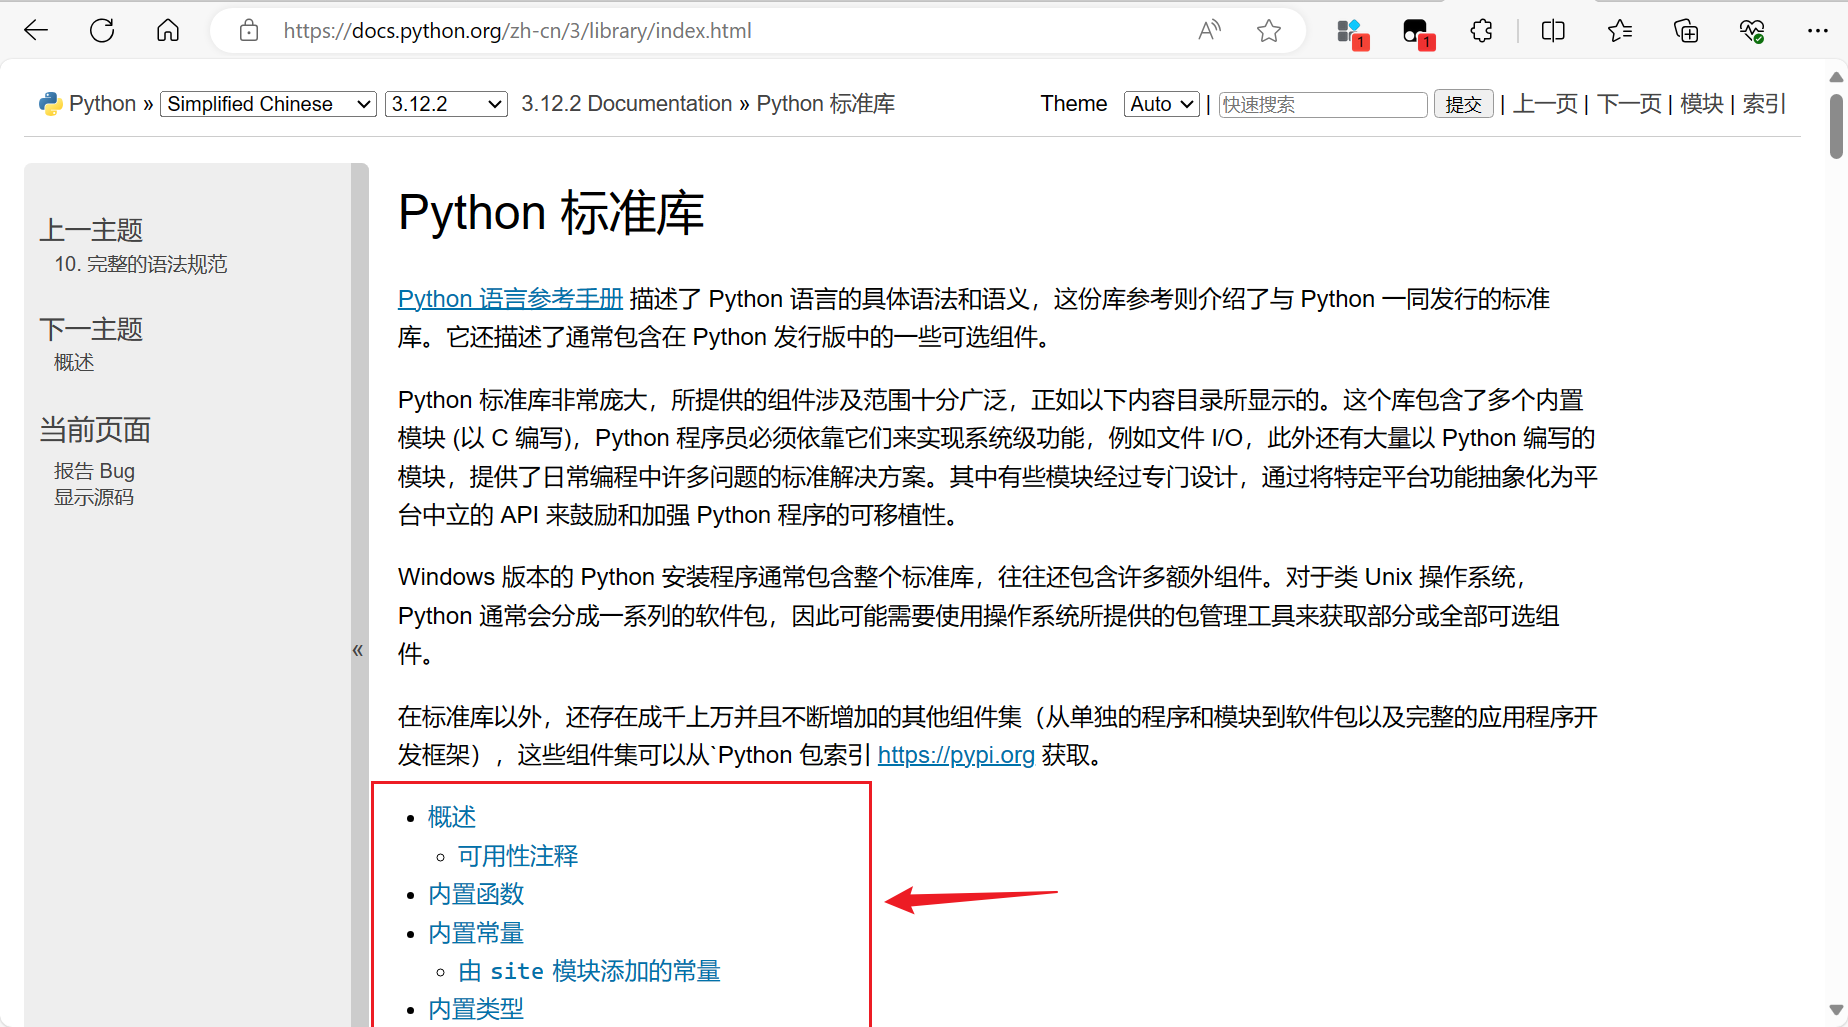 https://docs.python.org/zh-cn/3/library/index.html
1
1
Python » Simplified Chinese 3.12.2 3.12.2 Documentation » Python 标准库
Theme Auto | 快速搜索 提交 | 上一页 | 下一页 | 模块 | 索引
上一主题
10. 完整的语法规范
下一主题
概述
当前页面
报告 Bug
显示源码
«
Python 标准库
Python 语言参考手册 描述了 Python 语言的具体语法和语义，这份库参考则介绍了与 Python 一同发行的标准
库。它还描述了通常包含在 Python 发行版中的一些可选组件。
Python 标准库非常庞大，所提供的组件涉及范围十分广泛，正如以下内容目录所显示的。这个库包含了多个内置
模块 (以 C 编写)，Python 程序员必须依靠它们来实现系统级功能，例如文件 I/O，此外还有大量以 Python 编写的
模块，提供了日常编程中许多问题的标准解决方案。其中有些模块经过专门设计，通过将特定平台功能抽象化为平
台中立的 API 来鼓励和加强 Python 程序的可移植性。
Windows 版本的 Python 安装程序通常包含整个标准库，往往还包含许多额外组件。对于类 Unix 操作系统，
Python 通常会分成一系列的软件包，因此可能需要使用操作系统所提供的包管理工具来获取部分或全部可选组
件。
在标准库以外，还存在成千上万并且不断增加的其他组件集（从单独的程序和模块到软件包以及完整的应用程序开
发框架），这些组件集可以从`Python 包索引 https://pypi.org 获取。
概述
可用性注释
内置函数
内置常量
由 site 模块添加的常量
内置类型